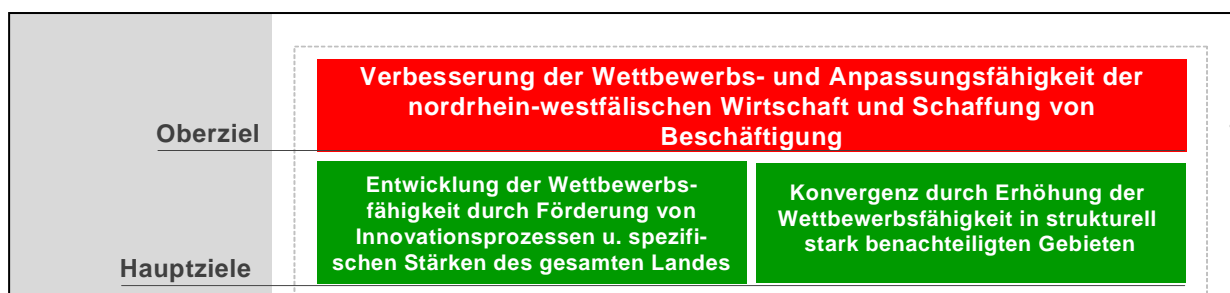 Verbesserung der Wettbewerbs- und Anpassungsfähigkeit der
nordrhein-westfälischen Wirtschaft und Schaffung von
Beschäftigung
Oberziel
Entwicklung der Wettbewerbs-
fähigkeit durch Förderung von
Innovationsprozessen u. spezifi-
schen Stärken des gesamten Landes
Konvergenz durch Erhöhung der
Wettbewerbsfähigkeit in strukturell
stark benachteiligten Gebieten
Hauptziele